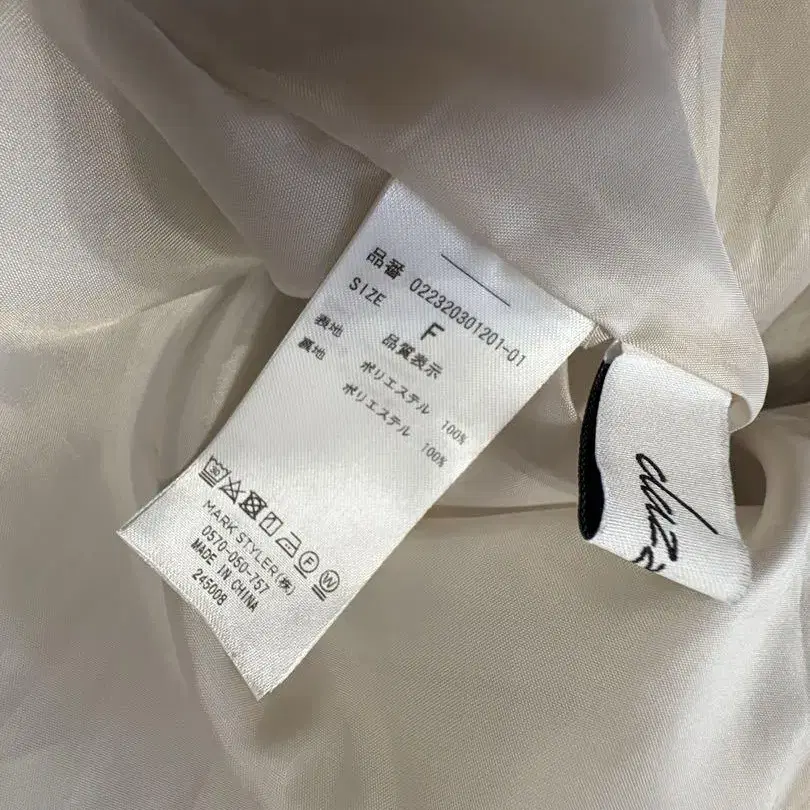 品番 022320301201-01
SIZE F
品質表示
表地 ポリエステル 100%
裏地 ポリエステル 100%
30
F W
MARK STYLER(株)
0570-050-757
MADE IN CHINA
245008